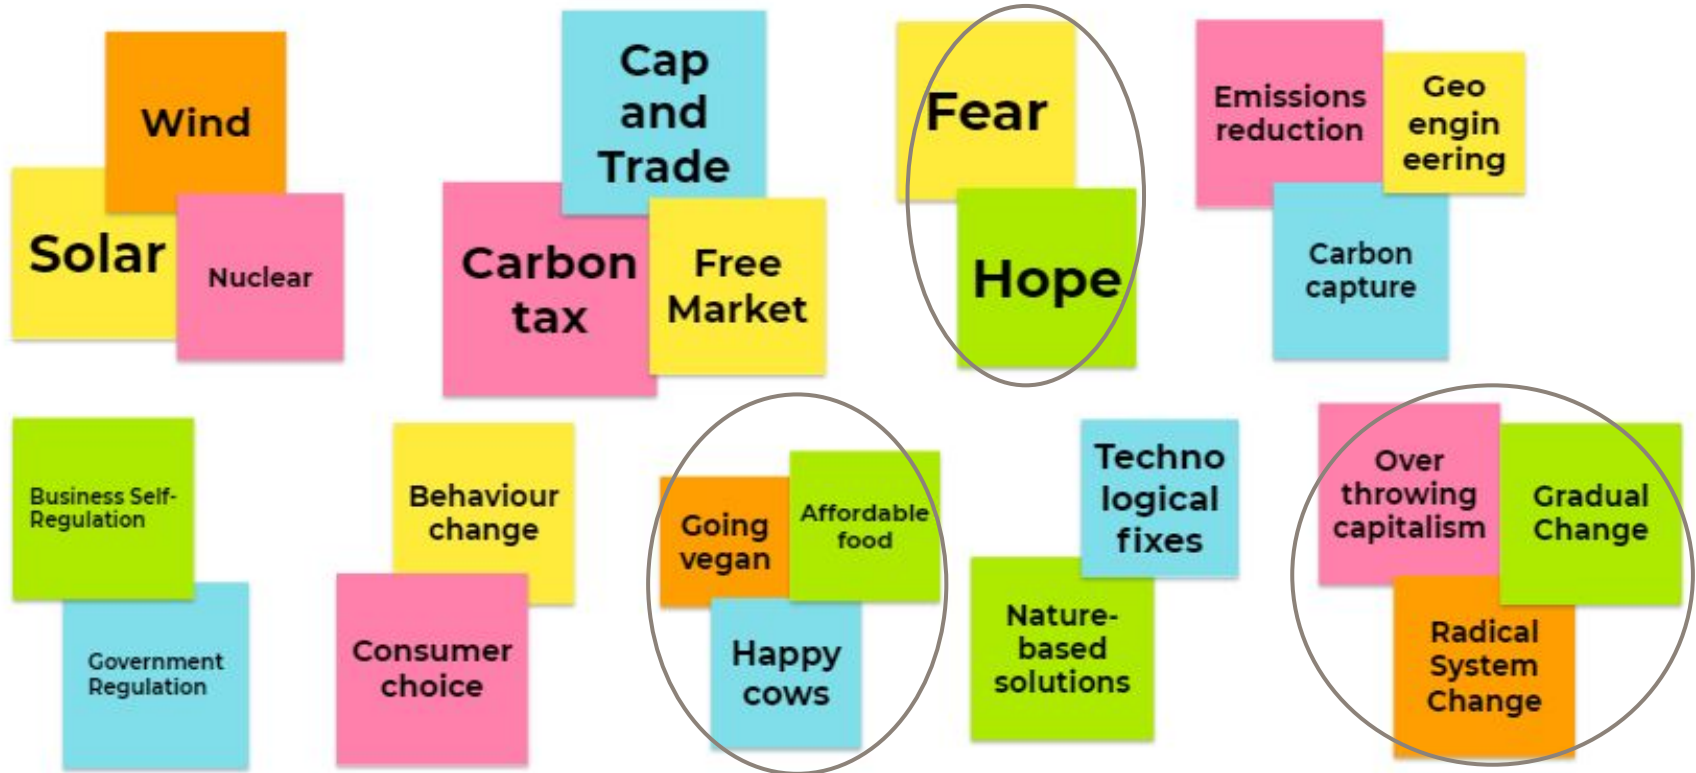 Wind
Solar
Nuclear
Cap
and
Trade
Carbon
tax
Free
Market
Fear
Hope
Emissions
reduction
Geo
engin
eering
Carbon
capture
Business Self-
Regulation
Government
Regulation
Behaviour
change
Consumer
choice
Going
vegan
Affordable
food
Happy
cows
Techno
logical
fixes
Nature-
based
solutions
Over
throwing
capitalism
Gradual
Change
Radical
System
Change